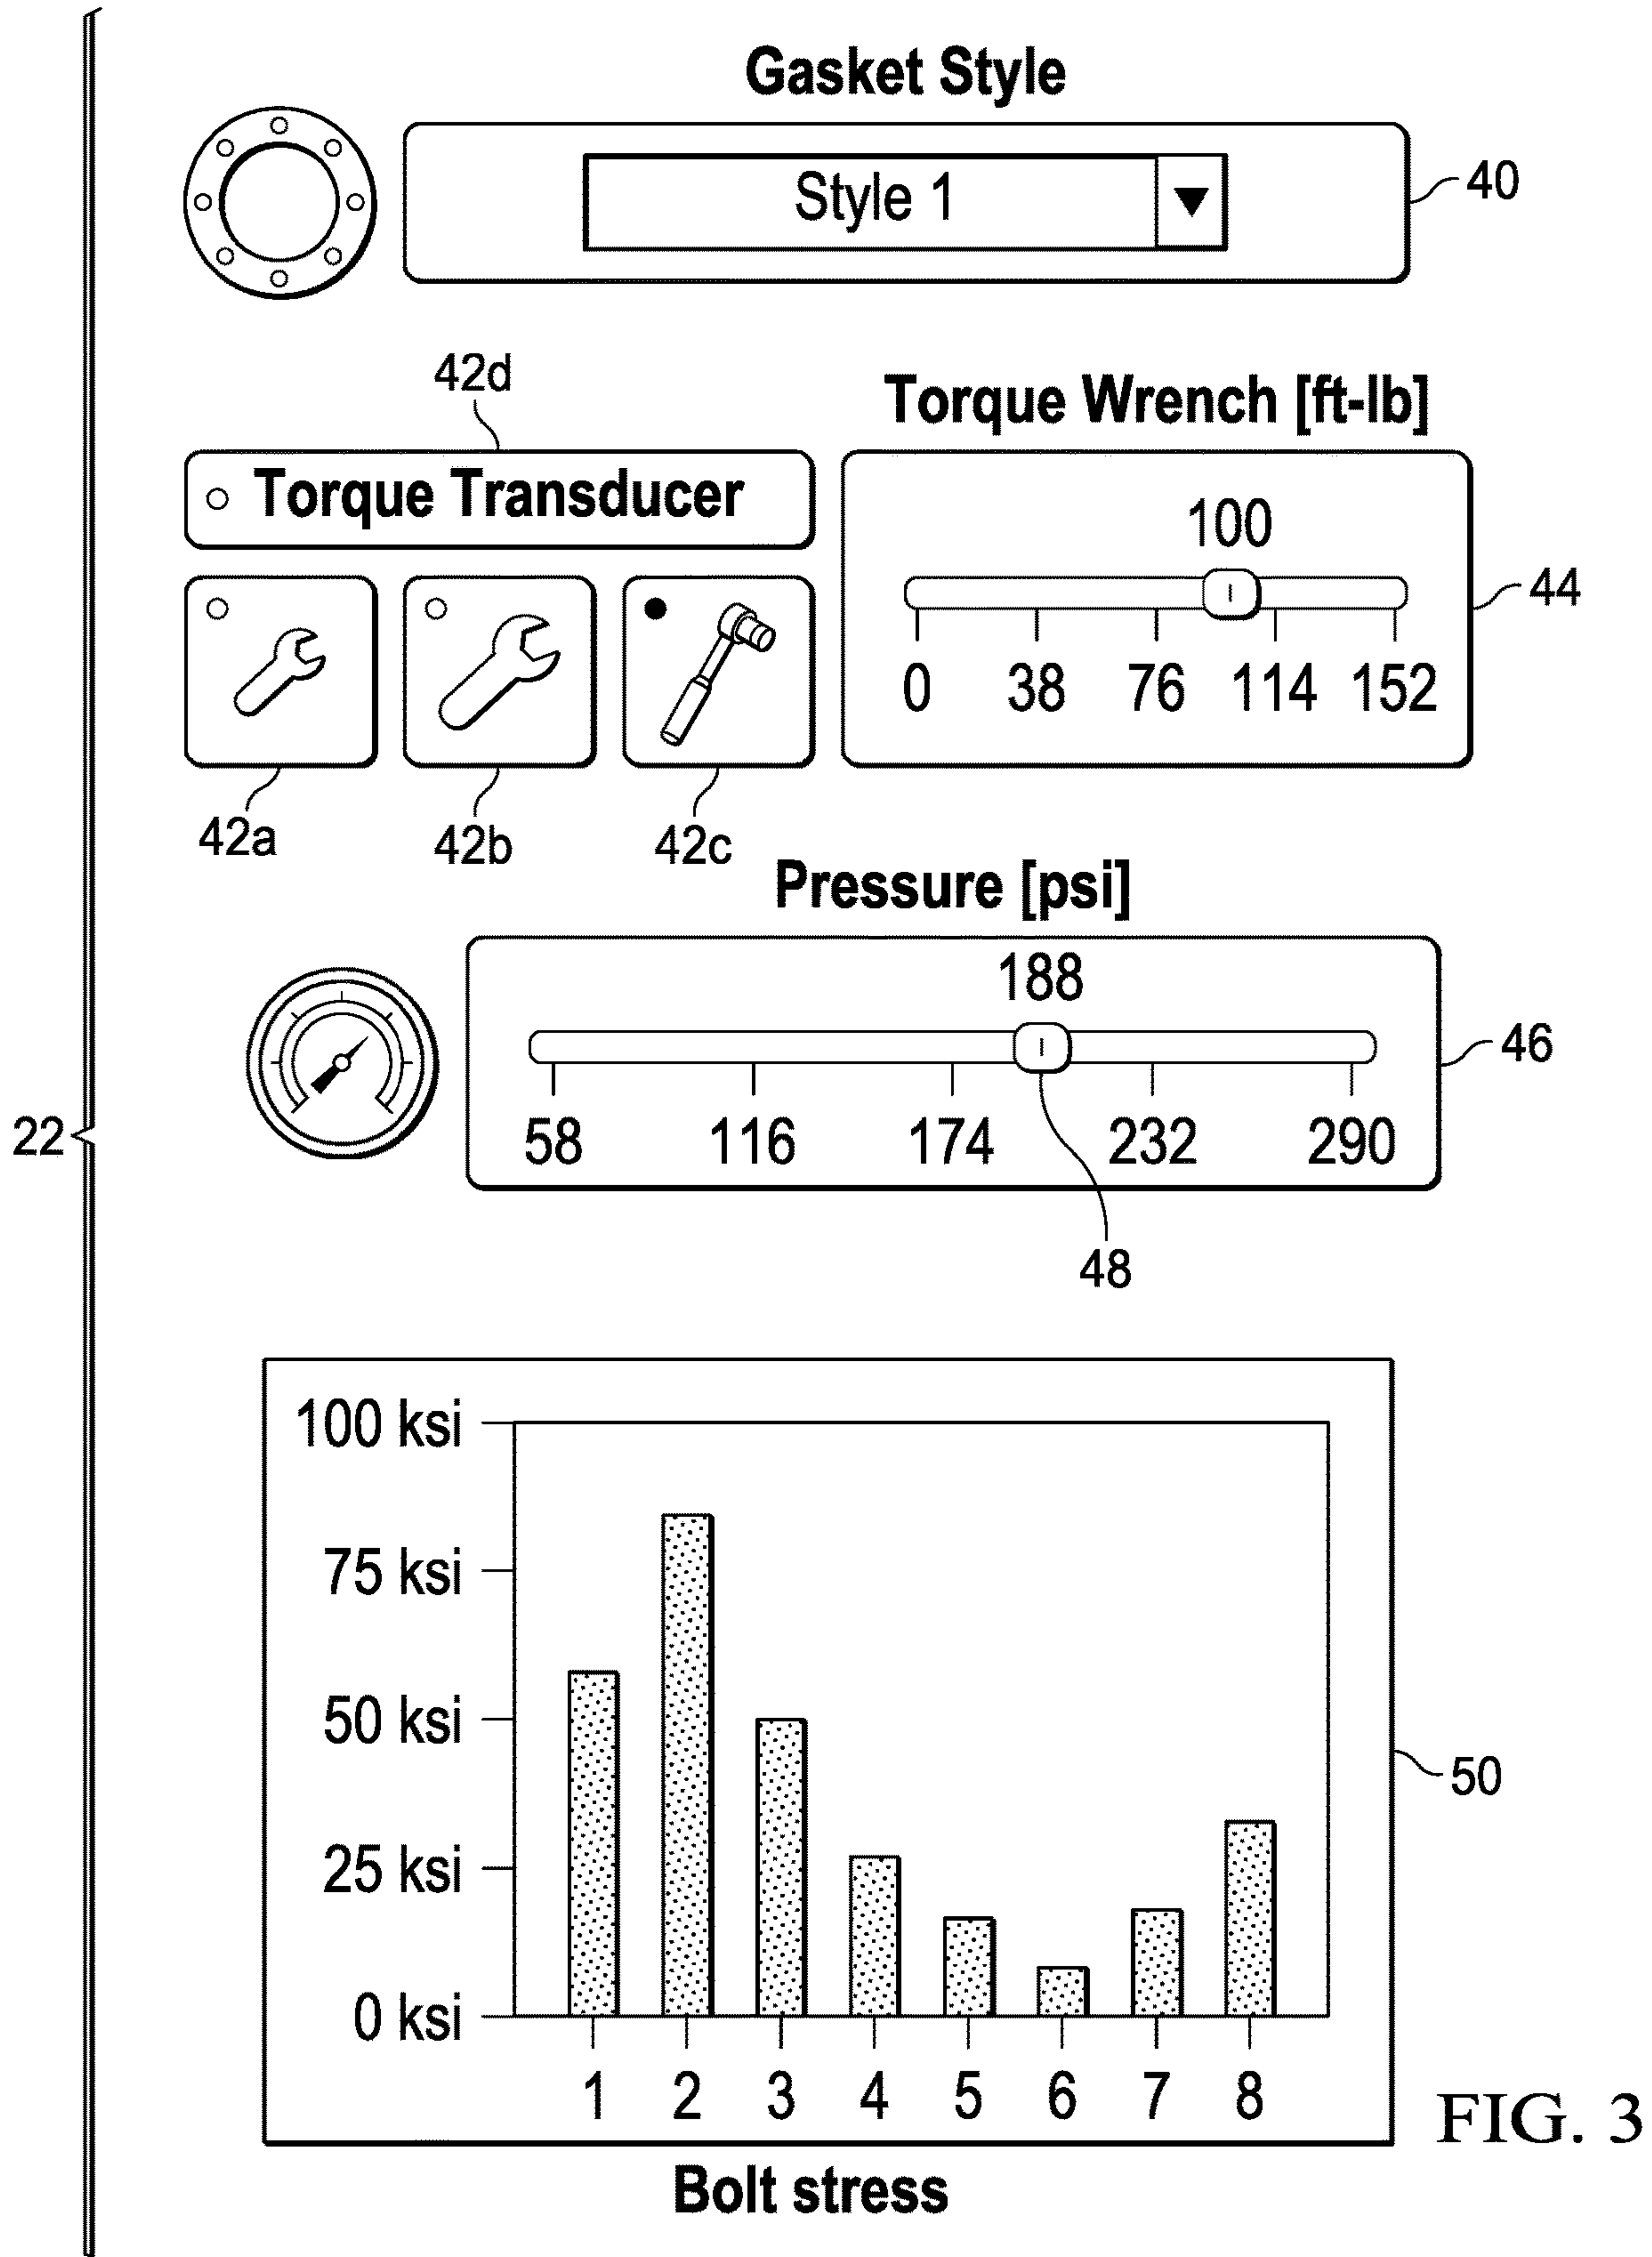 Gasket Style
Style 1
40
42d
Torque Wrench [ft-lb]
Torque Transducer
100
44
0 38 76 114 152
42a 42b 42c
Pressure [psi]
188
46
58 116 174 232 290
22
48
100 ksi
75 ksi
50 ksi
50
25 ksi
0 ksi
1 2 3 4 5 6 7 8
FIG. 3
Bolt stress